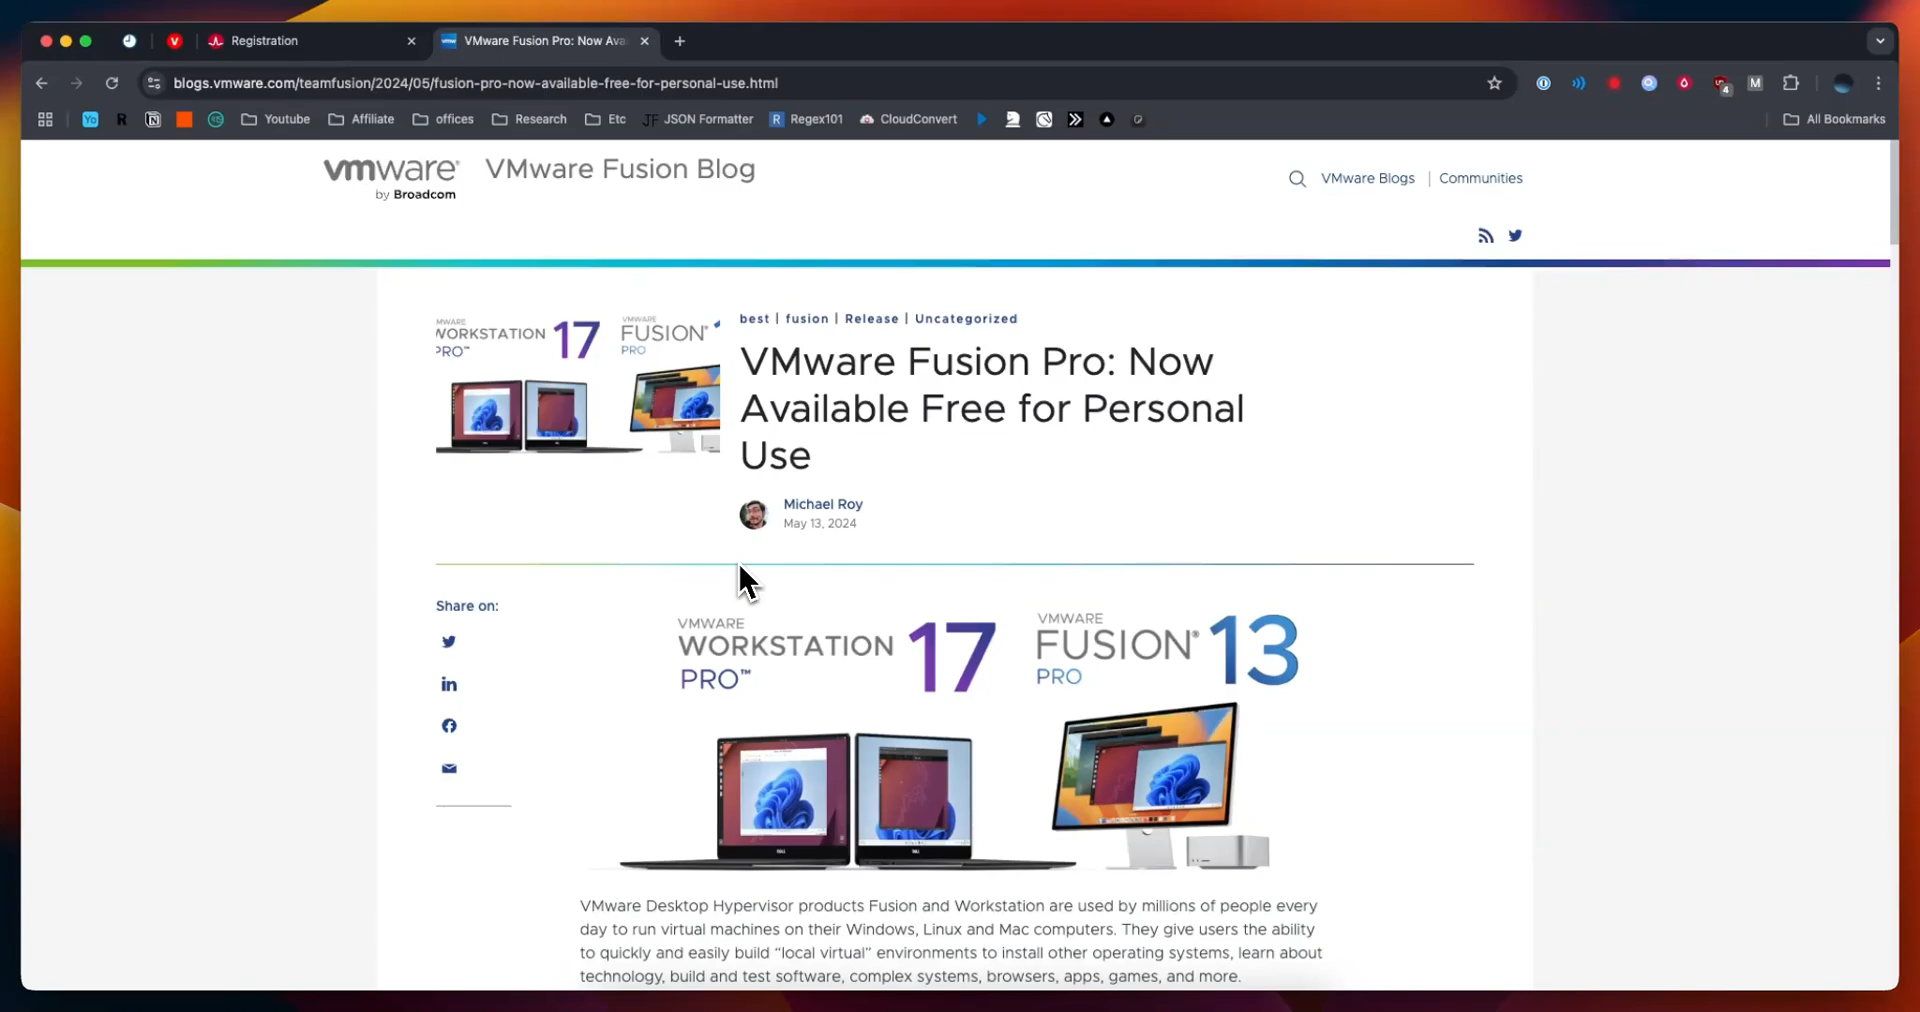 Registration
VMware Fusion Pro: Now Ava
blogs.vmware.com/teamfusion/2024/05/fusion-pro-now-available-free-for-personal-use.html
4
M
Yo
R
Youtube
Affiliate
offices
Research
Etc
JF JSON Formatter
R Regex101
CloudConvert
All Bookmarks
vmware®
by Broadcom
VMware Fusion Blog
VMware Blogs | Communities
VMWARE
WORKSTATION 17
PRO™
VMWARE
FUSION®
PRO
best | fusion | Release | Uncategorized
VMware Fusion Pro: Now
Available Free for Personal
Use
Michael Roy
May 13, 2024
Share on:
VMWARE
WORKSTATION 17
PRO™
VMWARE
FUSION® 13
PRO
VMware Desktop Hypervisor products Fusion and Workstation are used by millions of people every
day to run virtual machines on their Windows, Linux and Mac computers. They give users the ability
to quickly and easily build “local virtual” environments to install other operating systems, learn about
technology, build and test software, complex systems, browsers, apps, games, and more.